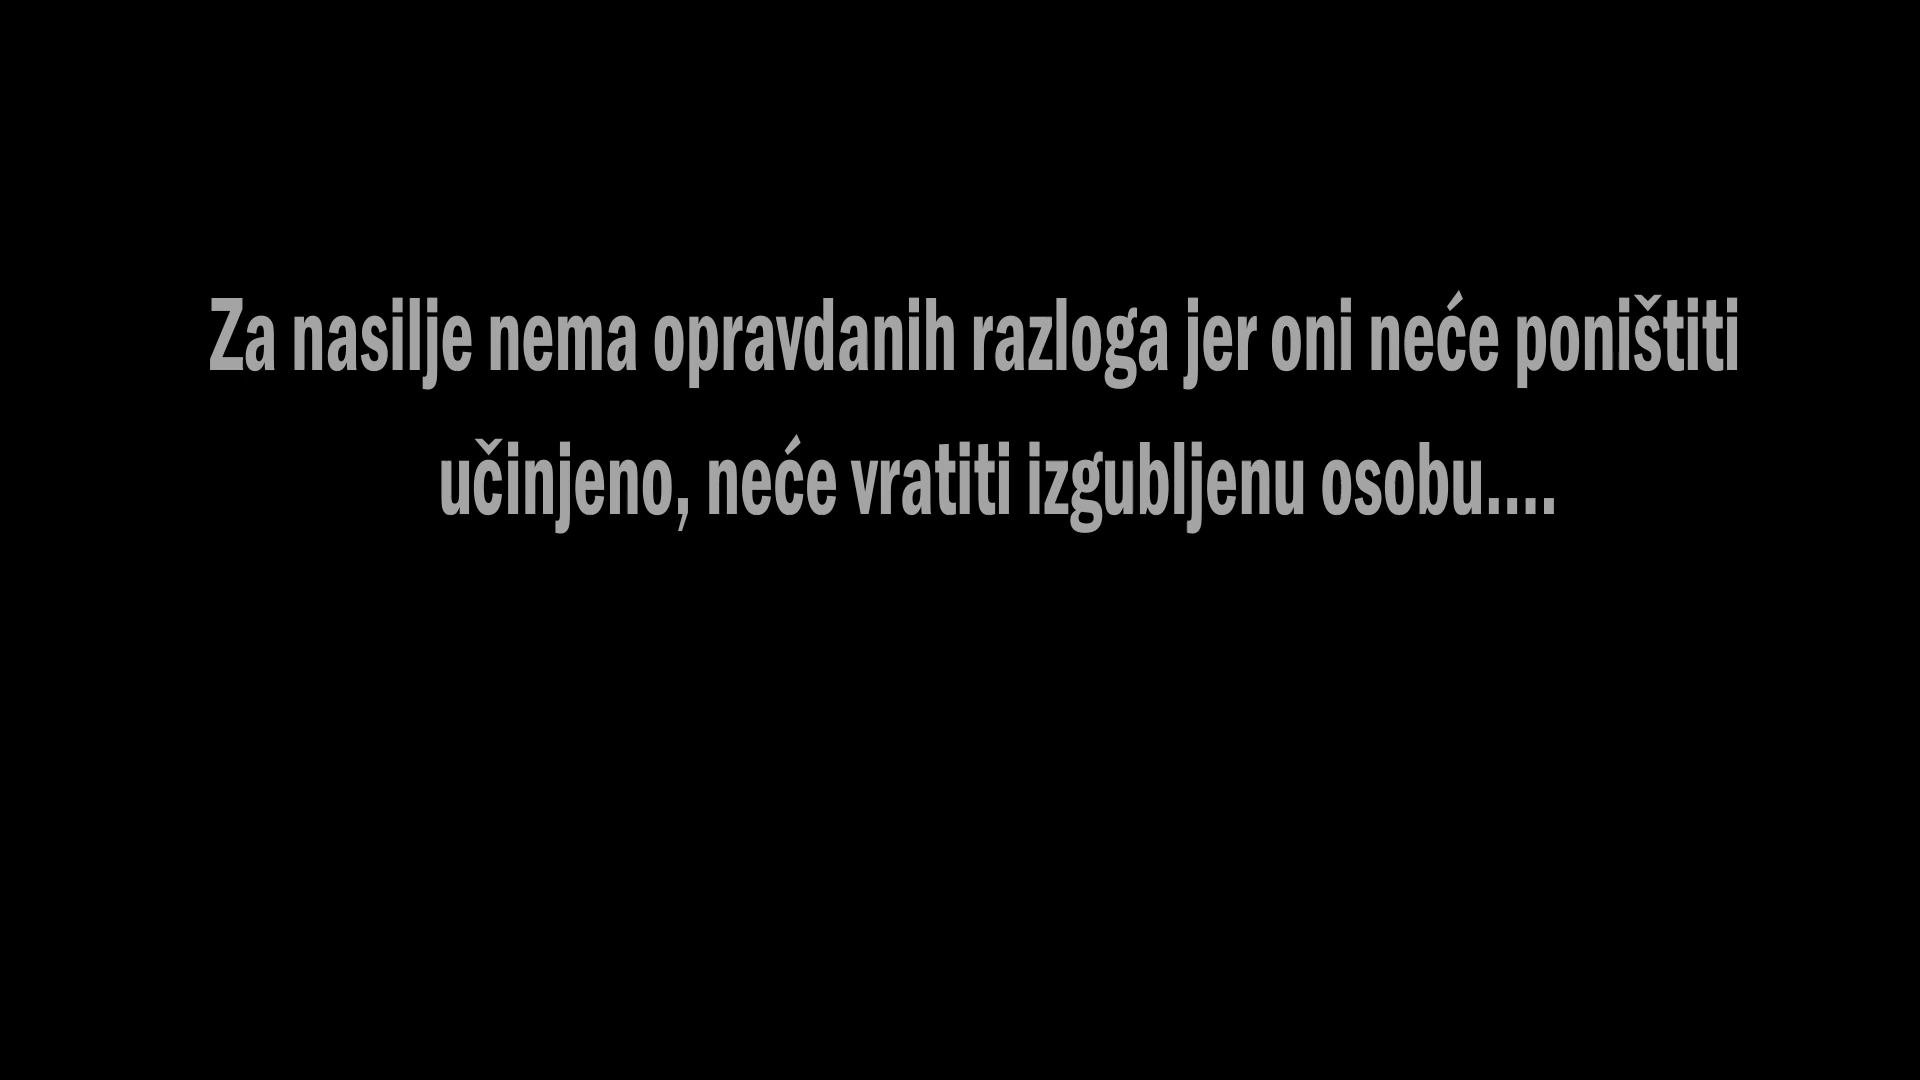 Za nasilje nema opravdanih razloga jer oni neće poništiti
učinjeno, neće vratiti izgubljenu osobu....